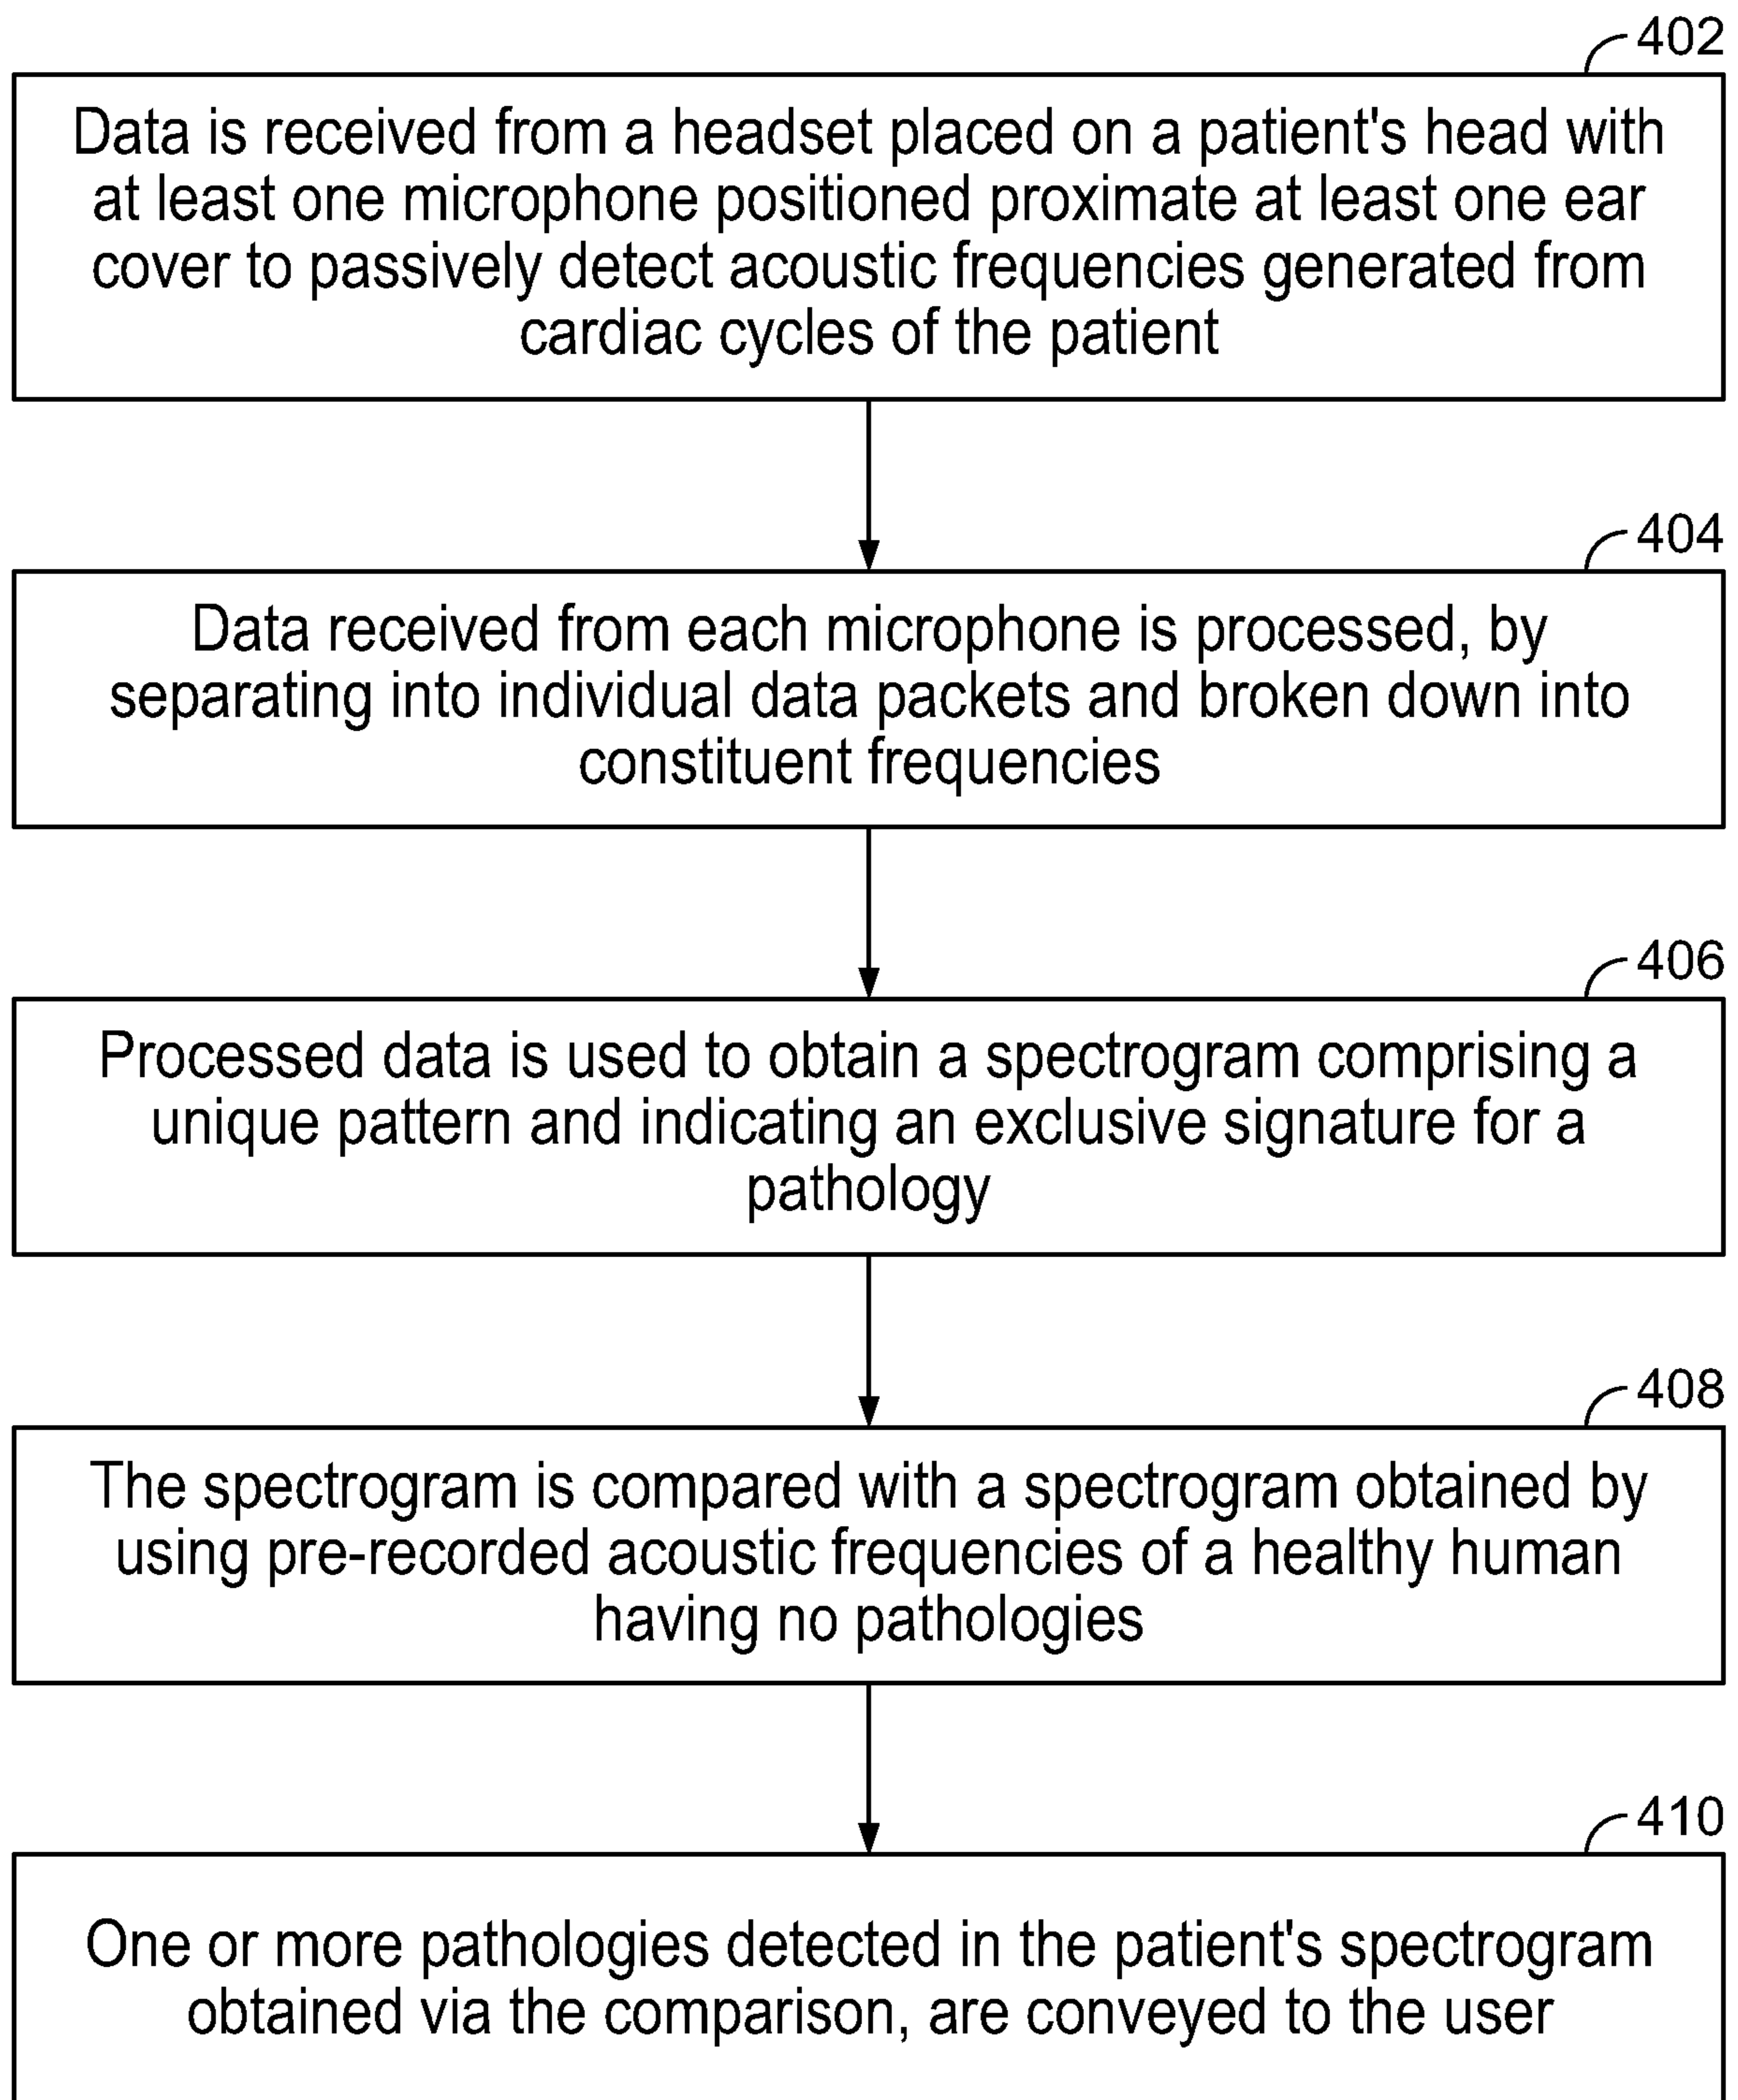 402
Data is received from a headset placed on a patient's head with
at least one microphone positioned proximate at least one ear
cover to passively detect acoustic frequencies generated from
cardiac cycles of the patient
404
Data received from each microphone is processed, by
separating into individual data packets and broken down into
constituent frequencies
406
Processed data is used to obtain a spectrogram comprising a
unique pattern and indicating an exclusive signature for a
pathology
408
The spectrogram is compared with a spectrogram obtained by
using pre-recorded acoustic frequencies of a healthy human
having no pathologies
410
One or more pathologies detected in the patient's spectrogram
obtained via the comparison, are conveyed to the user